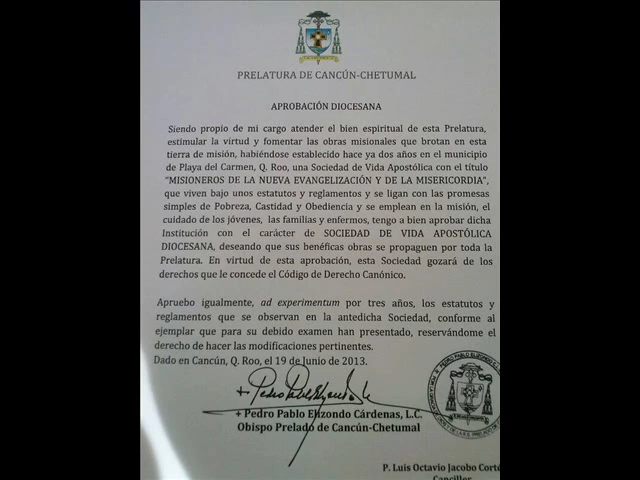 PRELATURA DE CANCÚN-CHETUMAL
APROBACIÓN DIOCESANA
Siendo propio de mi cargo atender el bien espiritual de esta Prelatura,
estimular la virtud y fomentar las obras misionales que brotan en esta
tierra de misión, habiéndose establecido hace ya dos años en el municipio
de Playa del Carmen, Q. Roo, una Sociedad de Vida Apostólica con el título
"MISIONEROS DE LA NUEVA EVANGELIZACIÓN Y DE LA MISERICORDIA",
que viven bajo unos estatutos y reglamentos y se ligan con las promesas
simples de Pobreza, Castidad y Obediencia y se emplean en la misión, el
cuidado de los jóvenes, las familias y enfermos, tengo a bien aprobar dicha
Institución con el carácter de SOCIEDAD DE VIDA APOSTÓLICA
DIOCESANA, deseando que sus benéficas obras se propaguen por toda la
Prelatura. En virtud de esta aprobación, esta Sociedad gozará de los
derechos que le concede el Código de Derecho Canónico.
Apruebo igualmente, ad experimentum por tres años, los estatutos y
reglamentos que se observan en la antedicha Sociedad, conforme al
ejemplar que para su debido examen han presentado, reservándome el
derecho de hacer las modificaciones pertinentes.
Dado en Cancún, Q. Roo, el 19 de Junio de 2013.
+ Pedro Pablo Elizondo Cárdenas, L.C.
Obispo Prelado de Cancún-Chetumal
P. Luis Octavio Jacobo Corté
Canciller